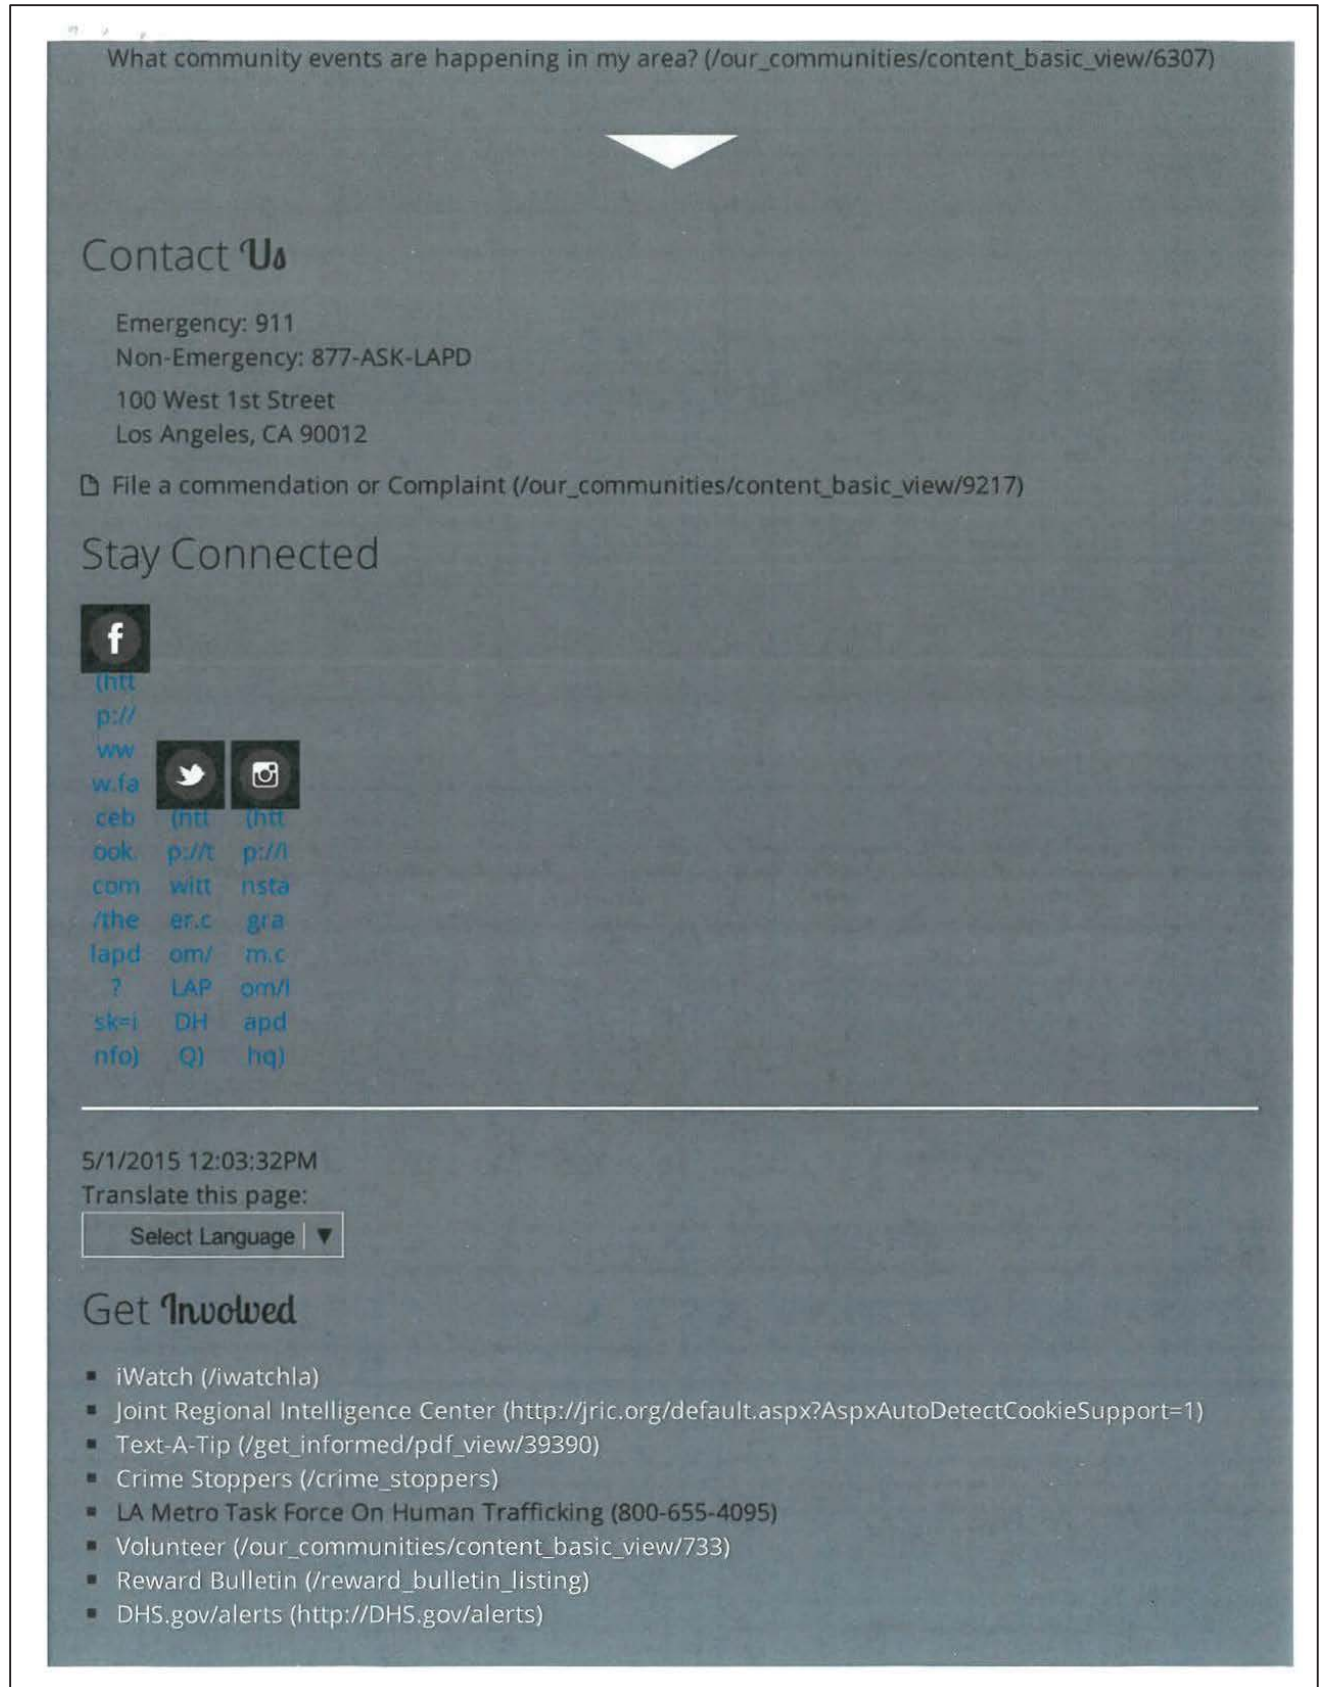 What community events are happening in my area? (/our_communities/content_basic_view/6307)
Contact Us
Emergency: 911
Non-Emergency: 877-ASK-LAPD
100 West 1st Street
Los Angeles, CA 90012
File a commendation or Complaint (/our_communities/content_basic_view/9217)
Stay Connected
f
(htt
p://
ww
w.fa
ceb
ook.
com
/the
lapd
?
sk=i
nfo)
(htt
p://t
witt
er.c
om/
LAP
DH
Q)
(htt
p://I
nsta
gra
m.c
om/l
apd
hq)
5/1/2015 12:03:32PM
Translate this page:
Select Language ▼
Get Involved
iWatch (/iwatchla)
Joint Regional Intelligence Center (http://jric.org/default.aspx?AspxAutoDetectCookieSupport=1)
Text-A-Tip (/get_informed/pdf_view/39390)
Crime Stoppers (/crime_stoppers)
LA Metro Task Force On Human Trafficking (800-655-4095)
Volunteer (/our_communities/content_basic_view/733)
Reward Bulletin (/reward_bulletin_listing)
DHS.gov/alerts (http://DHS.gov/alerts)